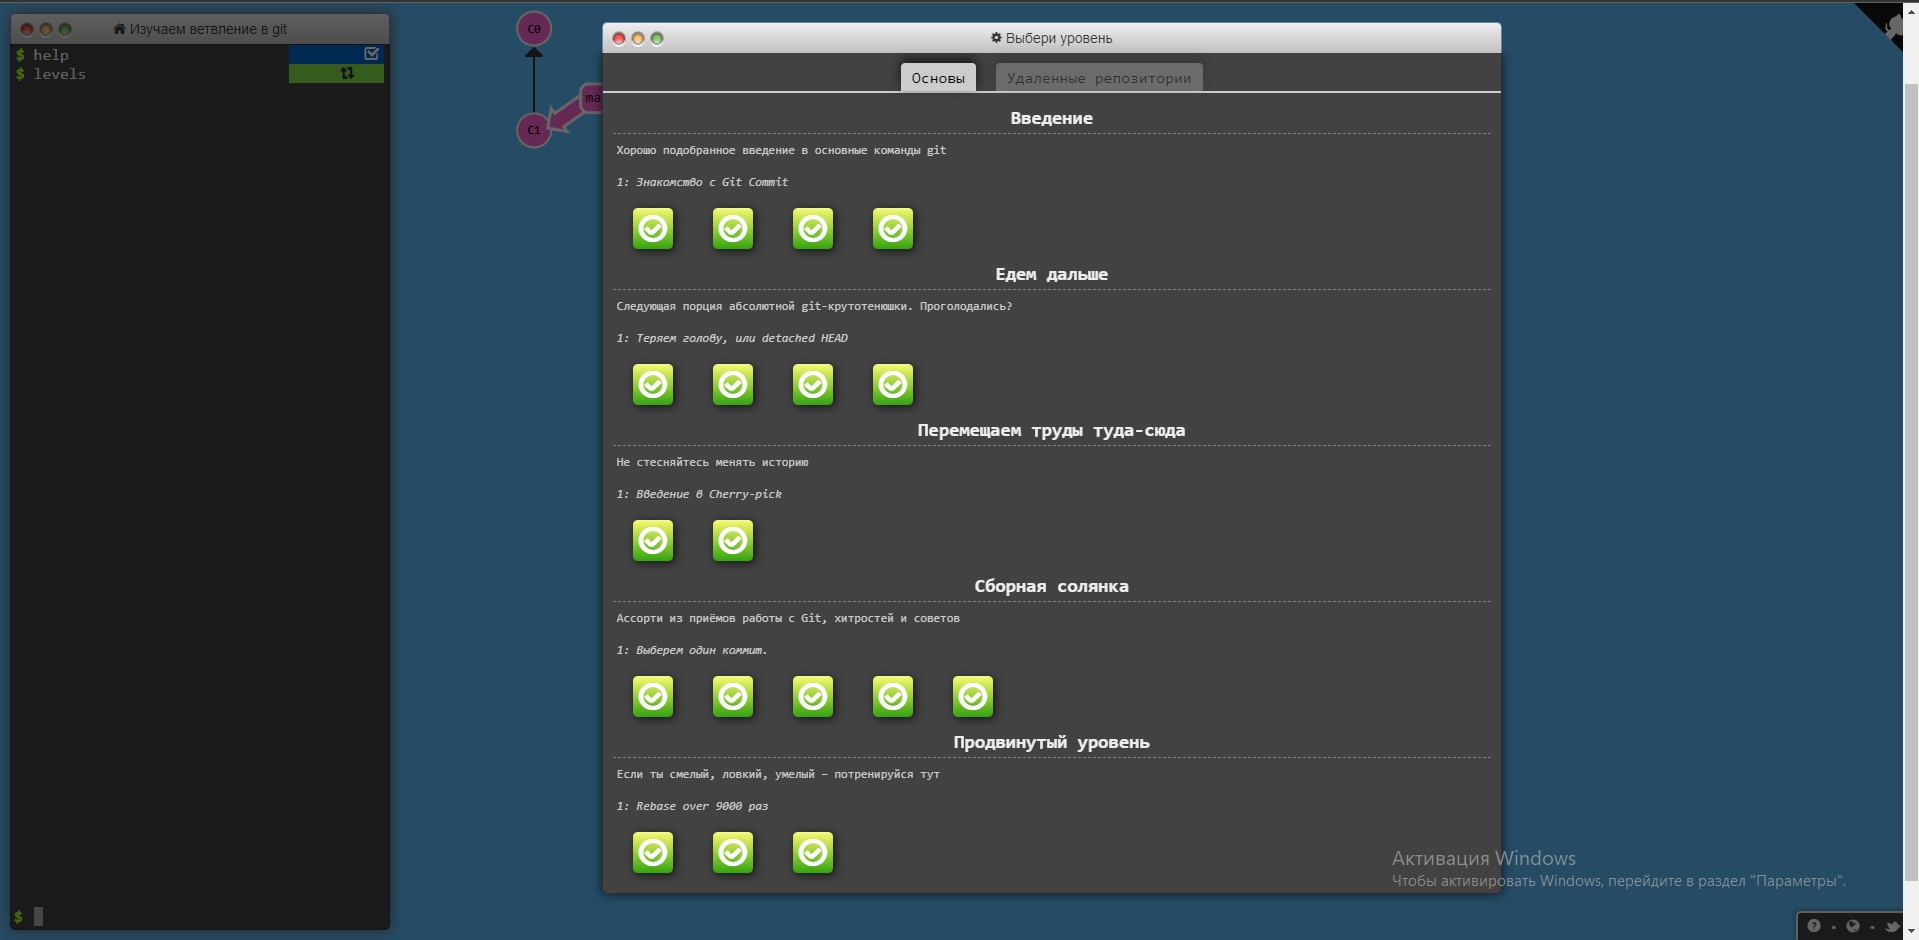 Изучаем ветвление в git
$ help
$ levels
$
C0
C1
ma
Выбери уровень
Основы
Удаленные репозитории
Введение
Хорошо подобранное введение в основные команды git
1: Знакомство с Git Commit
Едем дальше
Следующая порция абсолютной git-крутотенюшки. Проголодались?
1: Теряем голову, или detached HEAD
Перемещаем труды туда-сюда
Не стесняйтесь менять историю
1: Введение в Cherry-pick
Сборная солянка
Ассорти из приёмов работы с Git, хитростей и советов
1: Выберем один коммит.
Продвинутый уровень
Если ты смелый, ловкий, умелый – потренируйся тут
1: Rebase over 9000 раз
Активация Windows
Чтобы активировать Windows, перейдите в раздел "Параметры".